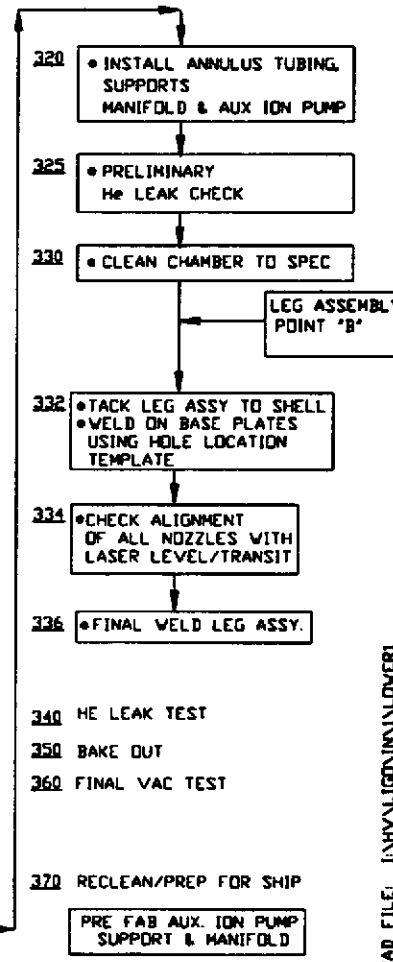 320 • INSTALL ANNULUS TUBING,
SUPPORTS
MANIFOLD & AUX ION PUMP
325 • PRELIMINARY
He LEAK CHECK
330 • CLEAN CHAMBER TO SPEC
LEG ASSEMBLY
POINT "B"
332 • TACK LEG ASSY TO SHELL
• WELD ON BASE PLATES
USING HOLE LOCATION
TEMPLATE
334 • CHECK ALIGNMENT
OF ALL NOZZLES WITH
LASER LEVEL/TRANSIT
336 • FINAL WELD LEG ASSY.
340 HE LEAK TEST
350 BAKE OUT
360 FINAL VAC TEST
370 RECLEAN/PREP FOR SHIP
PRE FAB AUX. ION PUMP
SUPPORT & MANIFOLD
AD FILE: